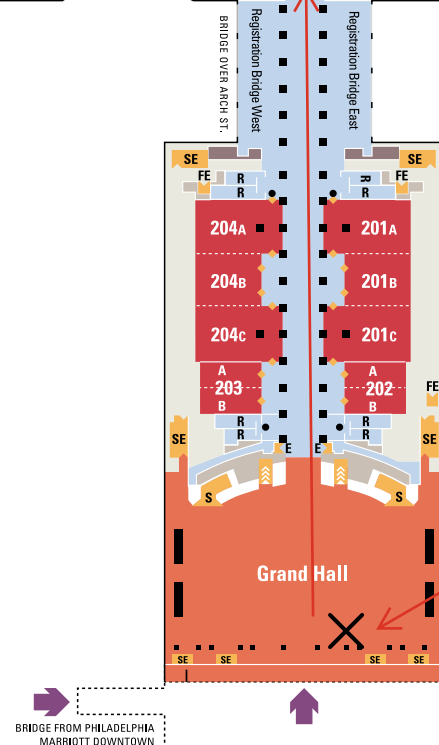 BRIDGE OVER ARCH ST.
Registration Bridge West
Registration Bridge East
SE
SE
FE
R
R
R
R
FE
204A
201A
204B
201B
204C
201C
A
203
B
A
202
B
FE
R
R
R
R
SE
SE
E
E
S
S
Grand Hall
X
SE
SE
SE
SE
BRIDGE FROM PHILADELPHIA
MARRIOTT DOWNTOWN